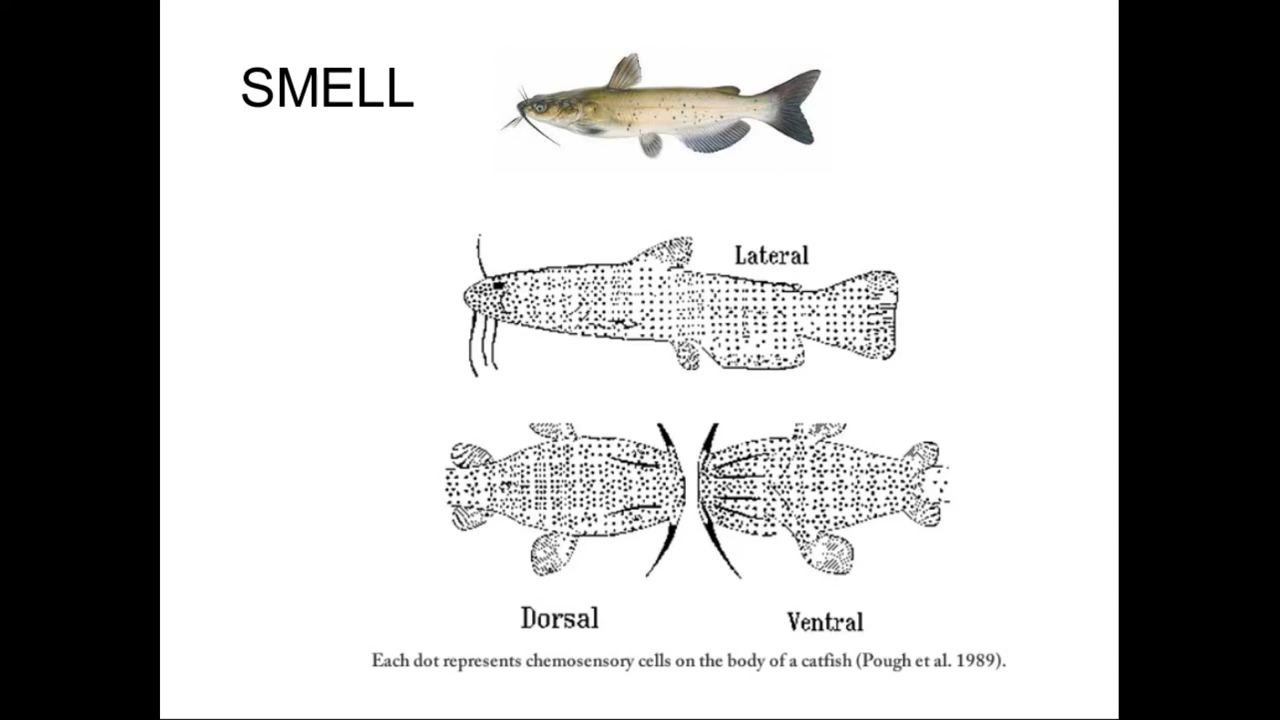 SMELL
Lateral
Dorsal
Ventral
Each dot represents chemosensory cells on the body of a catfish (Pough et al. 1989).